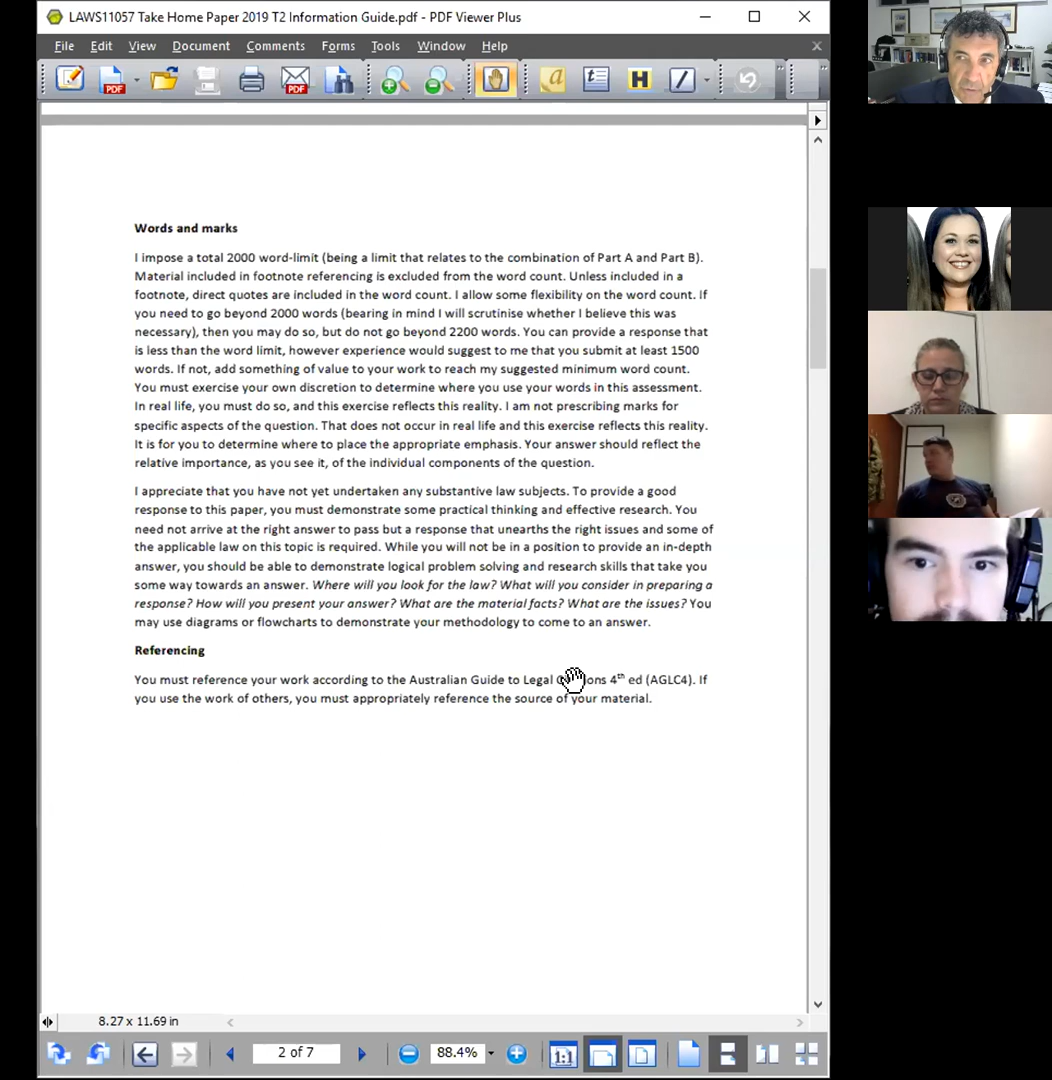 LAWS11057 Take Home Paper 2019 T2 Information Guide.pdf - PDF Viewer Plus
File Edit View Document Comments Forms Tools Window Help
Words and marks
I impose a total 2000 word-limit (being a limit that relates to the combination of Part A and Part B).
Material included in footnote referencing is excluded from the word count. Unless included in a
footnote, direct quotes are included in the word count. I allow some flexibility on the word count. If
you need to go beyond 2000 words (bearing in mind I will scrutinise whether I believe this was
necessary), then you may do so, but do not go beyond 2200 words. You can provide a response that
is less than the word limit, however experience would suggest to me that you submit at least 1500
words. If not, add something of value to your work to reach my suggested minimum word count.
You must exercise your own discretion to determine where you use your words in this assessment.
In real life, you must do so, and this exercise reflects this reality. I am not prescribing marks for
specific aspects of the question. That does not occur in real life and this exercise reflects this reality.
It is for you to determine where to place the appropriate emphasis. Your answer should reflect the
relative importance, as you see it, of the individual components of the question.
I appreciate that you have not yet undertaken any substantive law subjects. To provide a good
response to this paper, you must demonstrate some practical thinking and effective research. You
need not arrive at the right answer to pass but a response that unearths the right issues and some of
the applicable law on this topic is required. While you will not be in a position to provide an in-depth
answer, you should be able to demonstrate logical problem solving and research skills that take you
some way towards an answer. Where will you look for the law? What will you consider in preparing a
response? How will you present your answer? What are the material facts? What are the issues? You
may use diagrams or flowcharts to demonstrate your methodology to come to an answer.
Referencing
You must reference your work according to the Australian Guide to Legal 4th ed (AGLC4). If
you use the work of others, you must appropriately reference the source of your material.
8.27 x 11.69 in
2 of 7
88.4%
1:1